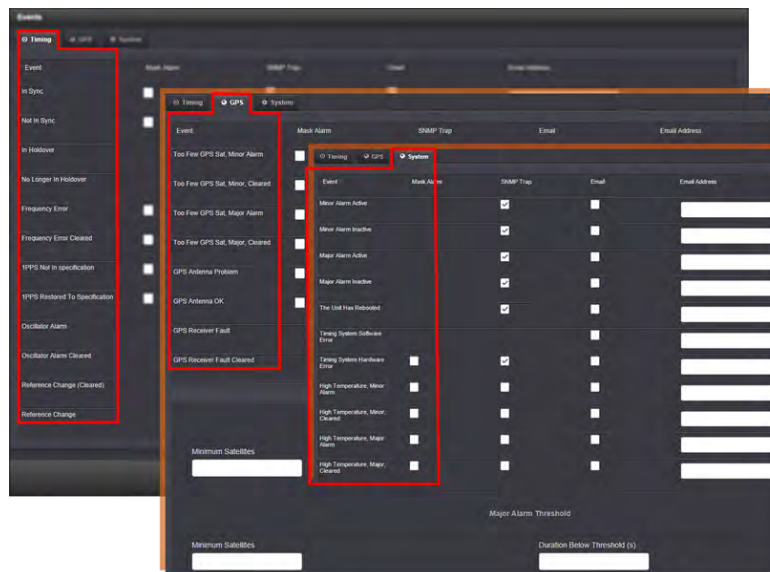 Events
Timing GPS System
Event Mask Alarm SNMP Trap Email Email Address
In Sync
Not In Sync
In Holdover
No Longer In Holdover
Frequency Error
Frequency Error Cleared
1PPS Not In specification
1PPS Restored To Specification
Oscillator Alarm
Oscillator Alarm Cleared
Reference Change (Cleared)
Reference Change
Timing GPS System
Event Mask Alarm SNMP Trap Email Email Address
Too Few GPS Sat, Minor Alarm
Too Few GPS Sat, Minor, Cleared
Too Few GPS Sat, Major Alarm
Too Few GPS Sat, Major, Cleared
GPS Antenna Problem
GPS Antenna OK
GPS Receiver Fault
GPS Receiver Fault Cleared
Minimum Satellites
Major Alarm Threshold
Minimum Satellites Duration Below Threshold (s)
Timing GPS System
Event Mask Alarm SNMP Trap Email Email Address
Minor Alarm Active
Minor Alarm Inactive
Major Alarm Active
Major Alarm Inactive
The Unit Has Rebooted
Timing System Software
Error
Timing System Hardware
Error
High Temperature, Minor
Alarm
High Temperature, Minor,
Cleared
High Temperature, Major
Alarm
High Temperature, Major,
Cleared